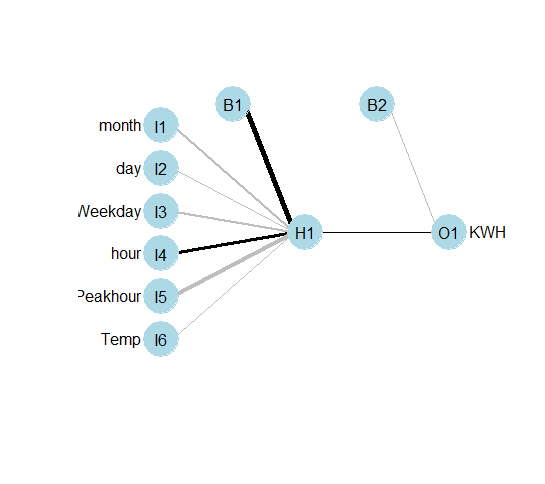 B1 B2
month I1
day I2
Weekday I3
hour I4
H1 O1 KWH
Peakhour I5
Temp I6